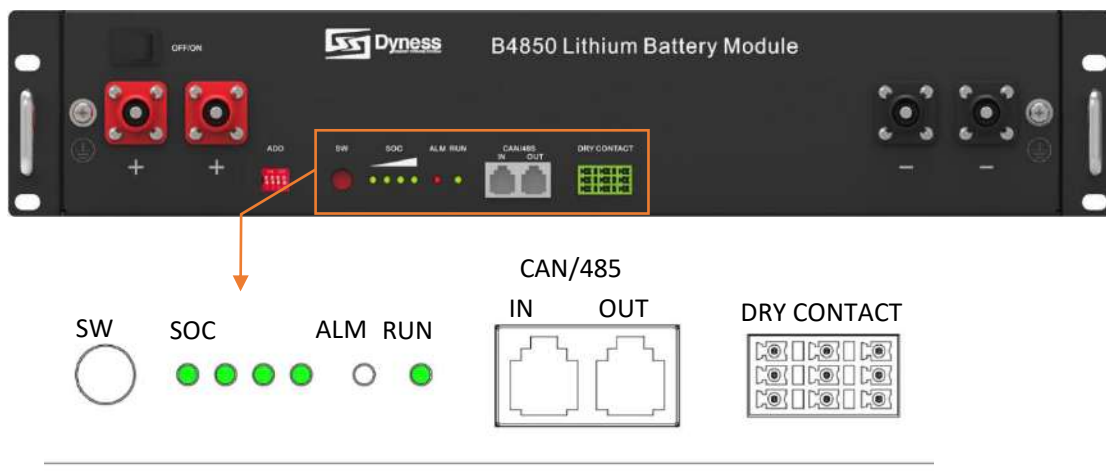 Dyness
B4850 Lithium Battery Module
OFF/ON
+ + - -
ADD
SW SOC ALM RUN CAN/485 DRY CONTACT
IN OUT
CAN/485
IN OUT
SW SOC ALM RUN DRY CONTACT